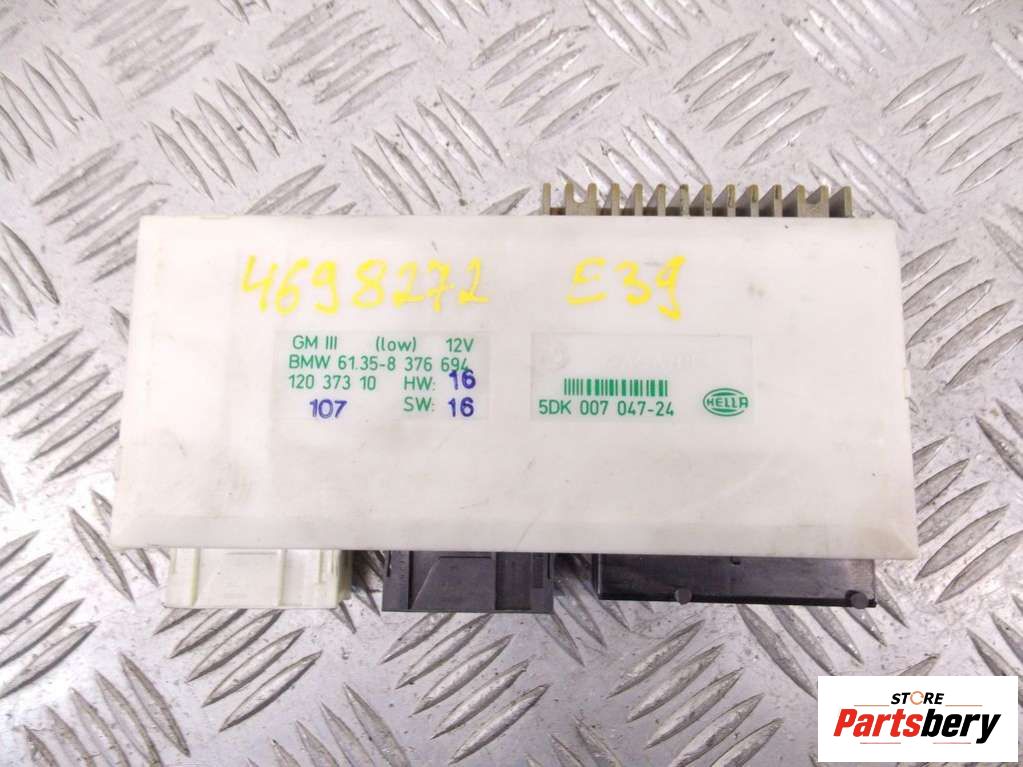 4698272 E39
GM III (low) 12V
BMW 61.35-8 376 694
120 373 10 HW: 16
107 SW: 16
5DK 007 047-24
HELLA
STORE
Partsbery